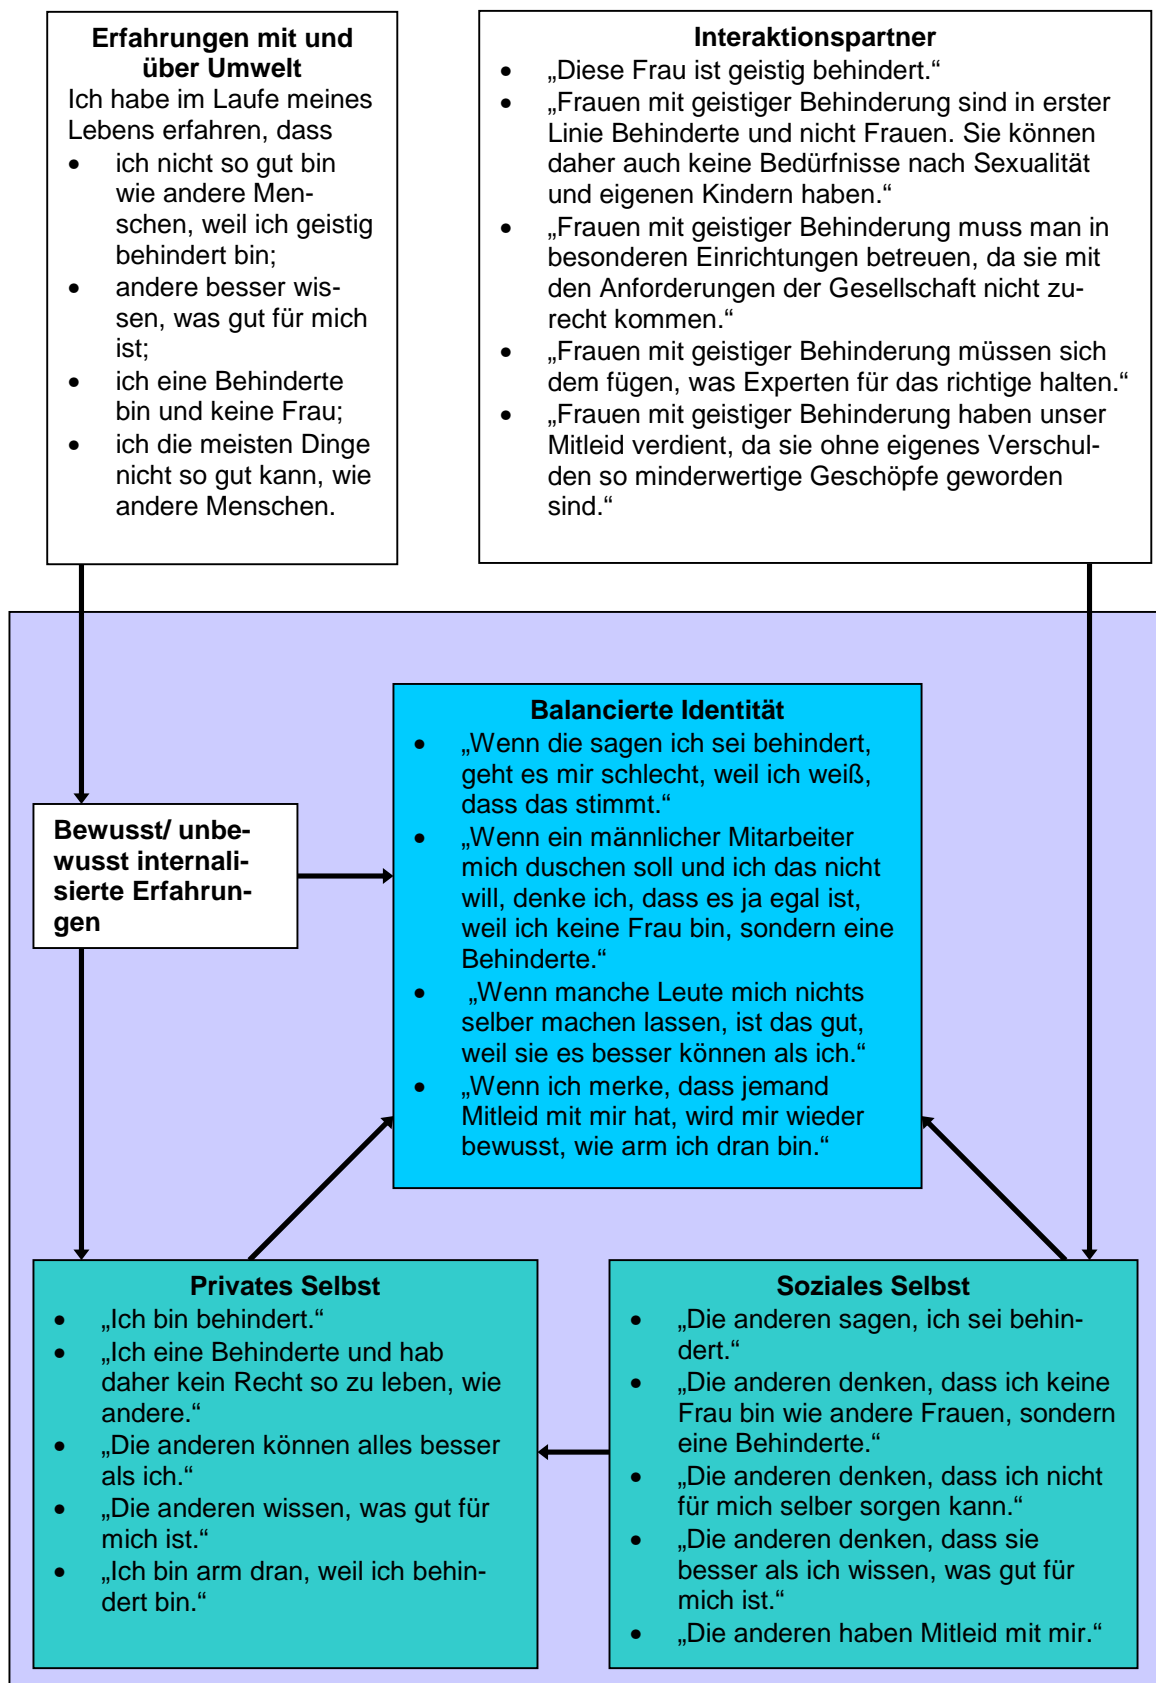 Erfahrungen mit und
über Umwelt
Ich habe im Laufe meines
Lebens erfahren, dass
• ich nicht so gut bin
wie andere Men-
schen, weil ich geistig
behindert bin;
• andere besser wis-
sen, was gut für mich
ist;
• ich eine Behinderte
bin und keine Frau;
• ich die meisten Dinge
nicht so gut kann, wie
andere Menschen.
Interaktionspartner
• „Diese Frau ist geistig behindert.“
• „Frauen mit geistiger Behinderung sind in erster
Linie Behinderte und nicht Frauen. Sie können
daher auch keine Bedürfnisse nach Sexualität
und eigenen Kindern haben.“
• „Frauen mit geistiger Behinderung muss man in
besonderen Einrichtungen betreuen, da sie mit
den Anforderungen der Gesellschaft nicht zu-
recht kommen.“
• „Frauen mit geistiger Behinderung müssen sich
dem fügen, was Experten für das richtige halten.“
• „Frauen mit geistiger Behinderung haben unser
Mitleid verdient, da sie ohne eigenes Verschul-
den so minderwertige Geschöpfe geworden
sind.“
Balancierte Identität
• „Wenn die sagen ich sei behindert,
geht es mir schlecht, weil ich weiß,
dass das stimmt.“
• „Wenn ein männlicher Mitarbeiter
mich duschen soll und ich das nicht
will, denke ich, dass es ja egal ist,
weil ich keine Frau bin, sondern eine
Behinderte.“
• „Wenn manche Leute mich nichts
selber machen lassen, ist das gut,
weil sie es besser können als ich.“
• „Wenn ich merke, dass jemand
Mitleid mit mir hat, wird mir wieder
bewusst, wie arm ich dran bin.“
Bewusst/ unbe-
wusst internali-
sierte Erfahrun-
gen
Privates Selbst
• „Ich bin behindert.“
• „Ich eine Behinderte und hab
daher kein Recht so zu leben, wie
andere.“
• „Die anderen können alles besser
als ich.“
• „Die anderen wissen, was gut für
mich ist.“
• „Ich bin arm dran, weil ich behin-
dert bin.“
Soziales Selbst
• „Die anderen sagen, ich sei behin-
dert.“
• „Die anderen denken, dass ich keine
Frau bin wie andere Frauen, sondern
eine Behinderte.“
• „Die anderen denken, dass ich nicht
für mich selber sorgen kann.“
• „Die anderen denken, dass sie
besser als ich wissen, was gut für
mich ist.“
• „Die anderen haben Mitleid mit mir.“